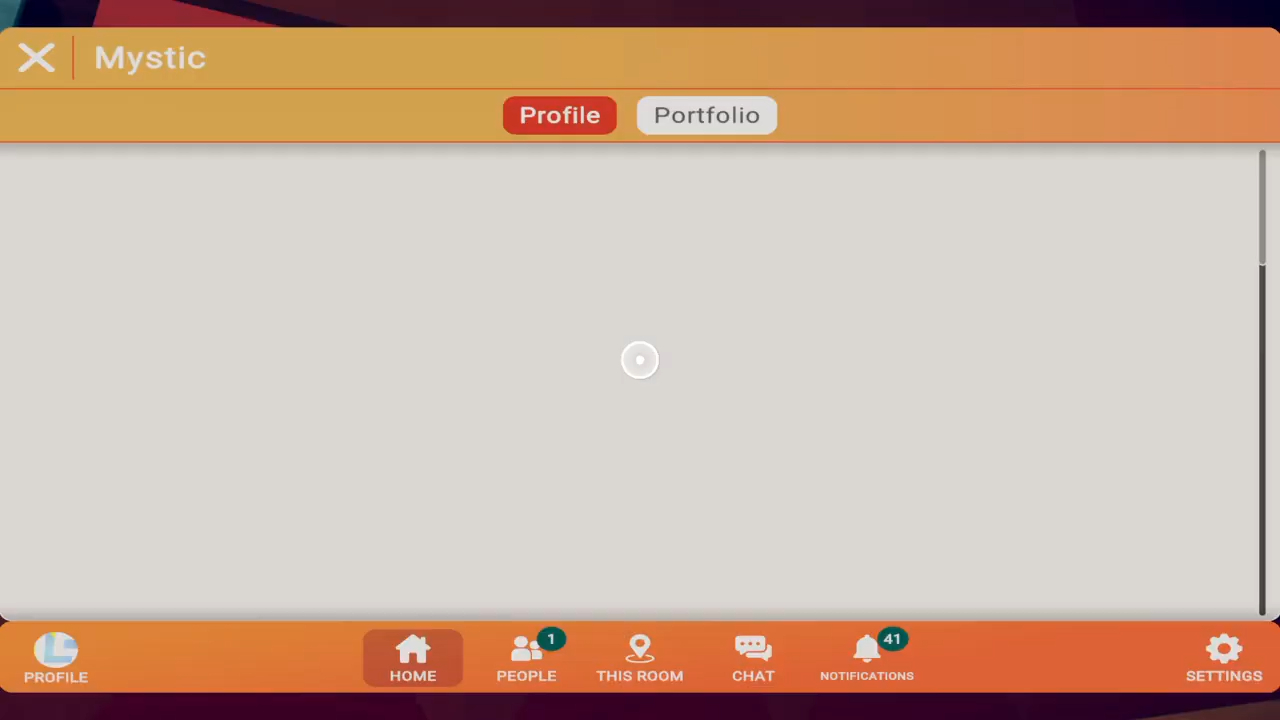 Mystic
Profile
Portfolio
PROFILE
HOME
1
PEOPLE
THIS ROOM
CHAT
41
NOTIFICATIONS
SETTINGS